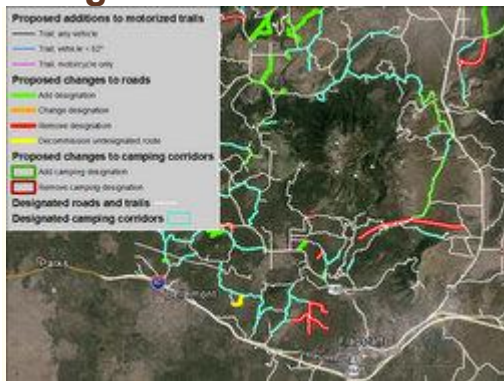 Proposed additions to motorized trails
Trail, any vehicle
Trail, vehicle < 52"
Trail, motorcycle only
Proposed changes to roads
Add designation
Change designation
Remove designation
Decommission undesignated route
Proposed changes to camping corridors
Add camping designation
Remove camping designation
Designated roads and trails
Designated camping corridors
Parks